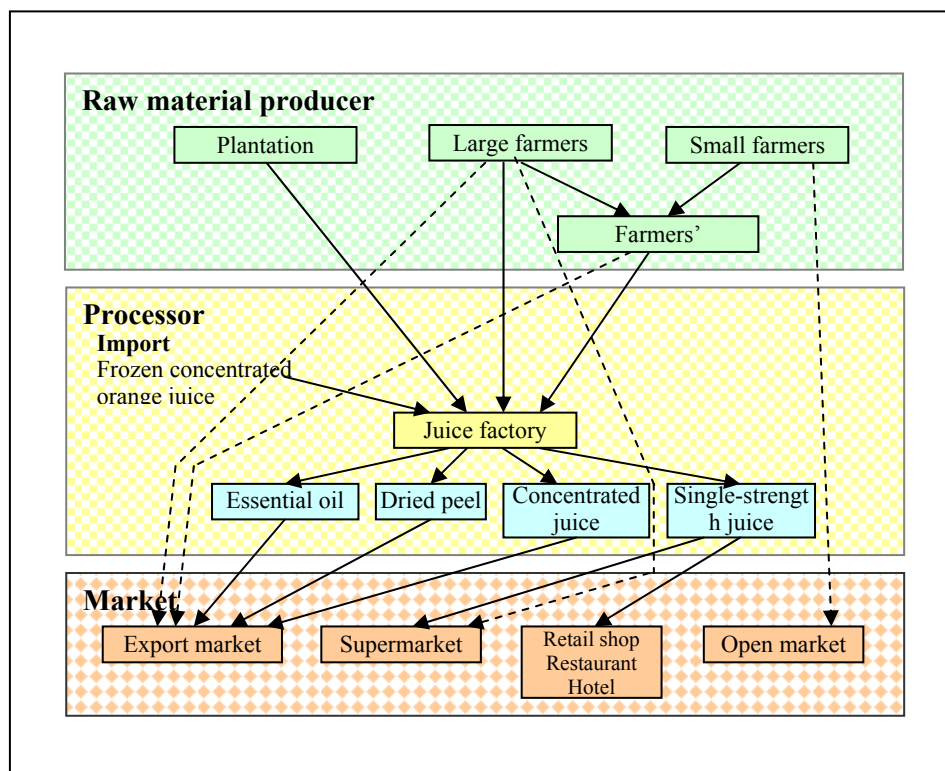 Raw material producer
Plantation
Large farmers
Small farmers
Farmers’
Processor
Import
Frozen concentrated
orange juice
Juice factory
Essential oil
Dried peel
Concentrated
juice
Single-strengt
h juice
Market
Export market
Supermarket
Retail shop
Restaurant
Hotel
Open market